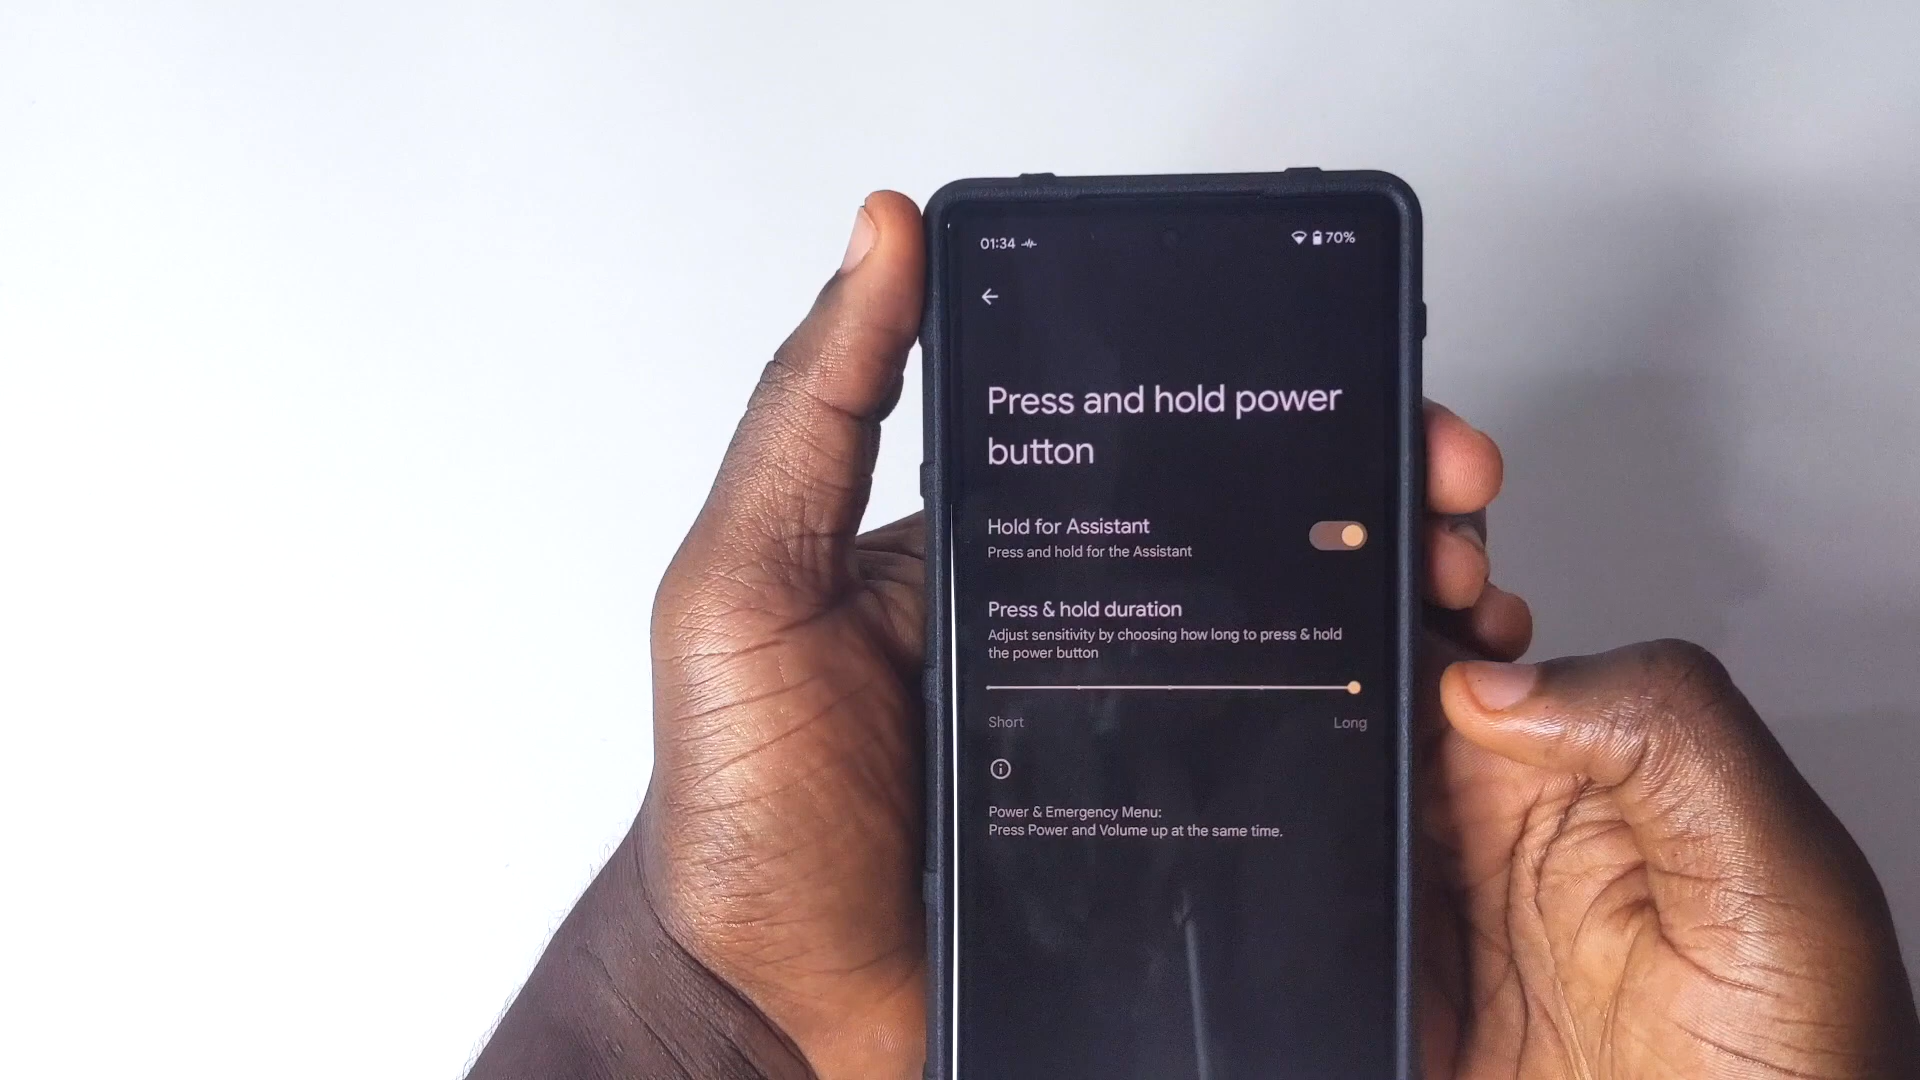 01:34
70%
Press and hold power
button
Hold for Assistant
Press and hold for the Assistant
Press & hold duration
Adjust sensitivity by choosing how long to press & hold
the power button
Short Long
Power & Emergency Menu:
Press Power and Volume up at the same time.